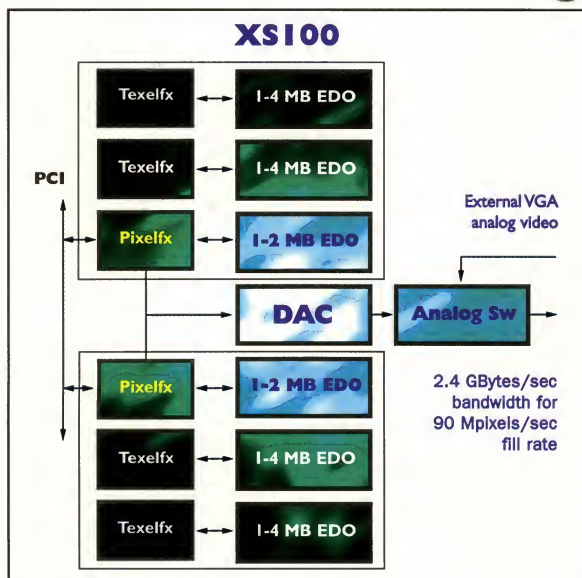 XS100
Texelfx
1-4 MB EDO
Texelfx
1-4 MB EDO
PCI
Pixelfx
1-2 MB EDO
External VGA
analog video
DAC
Analog Sw
Pixelfx
1-2 MB EDO
2.4 GBytes/sec
bandwidth for
90 Mpixels/sec
fill rate
Texelfx
1-4 MB EDO
Texelfx
1-4 MB EDO